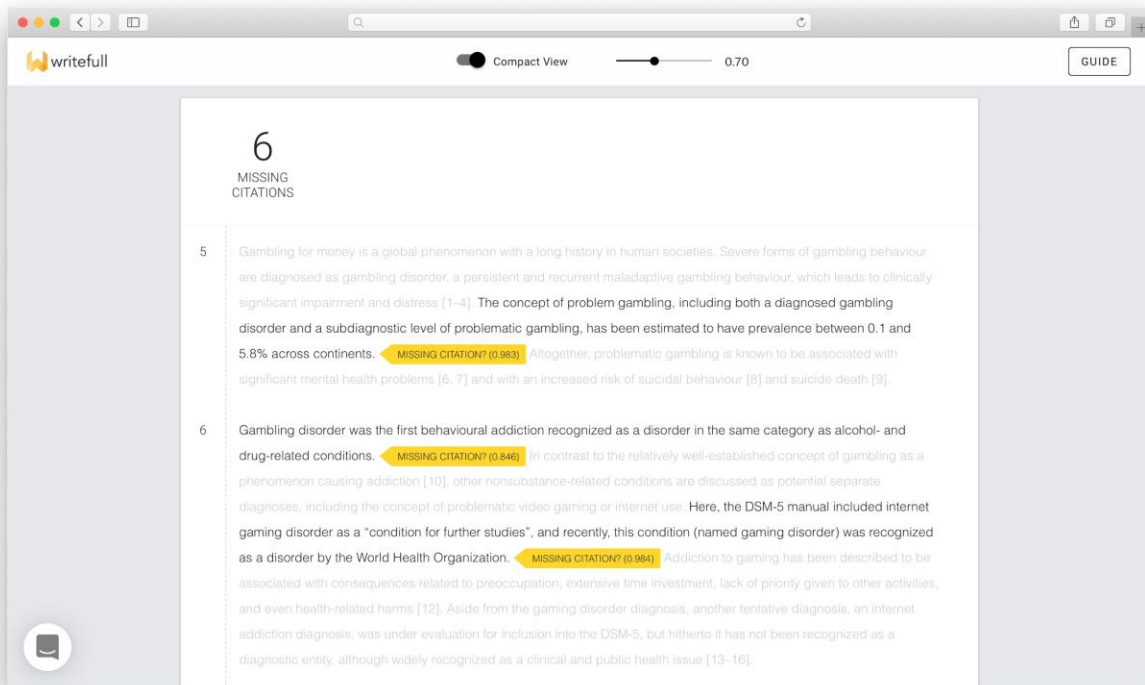 writefull
Compact View
0.70
GUIDE
6
MISSING
CITATIONS
5
Gambling for money is a global phenomenon with a long history in human societies. Severe forms of gambling behaviour
are diagnosed as gambling disorder, a persistent and recurrent maladaptive gambling behaviour, which leads to clinically
significant impairment and distress [1–4]. The concept of problem gambling, including both a diagnosed gambling
disorder and a subdiagnostic level of problematic gambling, has been estimated to have prevalence between 0.1 and
5.8% across continents. MISSING CITATION? (0.983) Altogether, problematic gambling is known to be associated with
significant mental health problems [6, 7] and with an increased risk of suicidal behaviour [8] and suicide death [9].
6
Gambling disorder was the first behavioural addiction recognized as a disorder in the same category as alcohol- and
drug-related conditions. MISSING CITATION? (0.846) In contrast to the relatively well-established concept of gambling as a
phenomenon causing addiction [10], other nonsubstance-related conditions are discussed as potential separate
diagnoses, including the concept of problematic video gaming or internet use. Here, the DSM-5 manual included internet
gaming disorder as a “condition for further studies”, and recently, this condition (named gaming disorder) was recognized
as a disorder by the World Health Organization. MISSING CITATION? (0.984) Addiction to gaming has been described to be
associated with consequences related to preoccupation, extensive time investment, lack of priority given to other activities,
and even health-related harms [12]. Aside from the gaming disorder diagnosis, another tentative diagnosis, an internet
addiction diagnosis, was under evaluation for inclusion into the DSM-5, but hitherto it has not been recognized as a
diagnostic entity, although widely recognized as a clinical and public health issue [13–16].